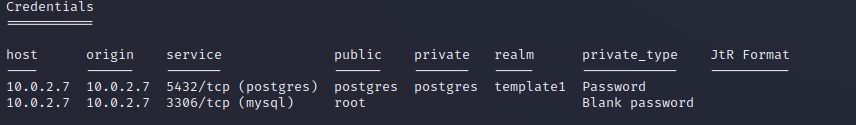 Credentials
===========
host origin service public private realm private_type JtR Format
---- ------ ------- ------ ------- ----- ------------ ----------
10.0.2.7 10.0.2.7 5432/tcp (postgres) postgres postgres template1 Password
10.0.2.7 10.0.2.7 3306/tcp (mysql) root Blank password